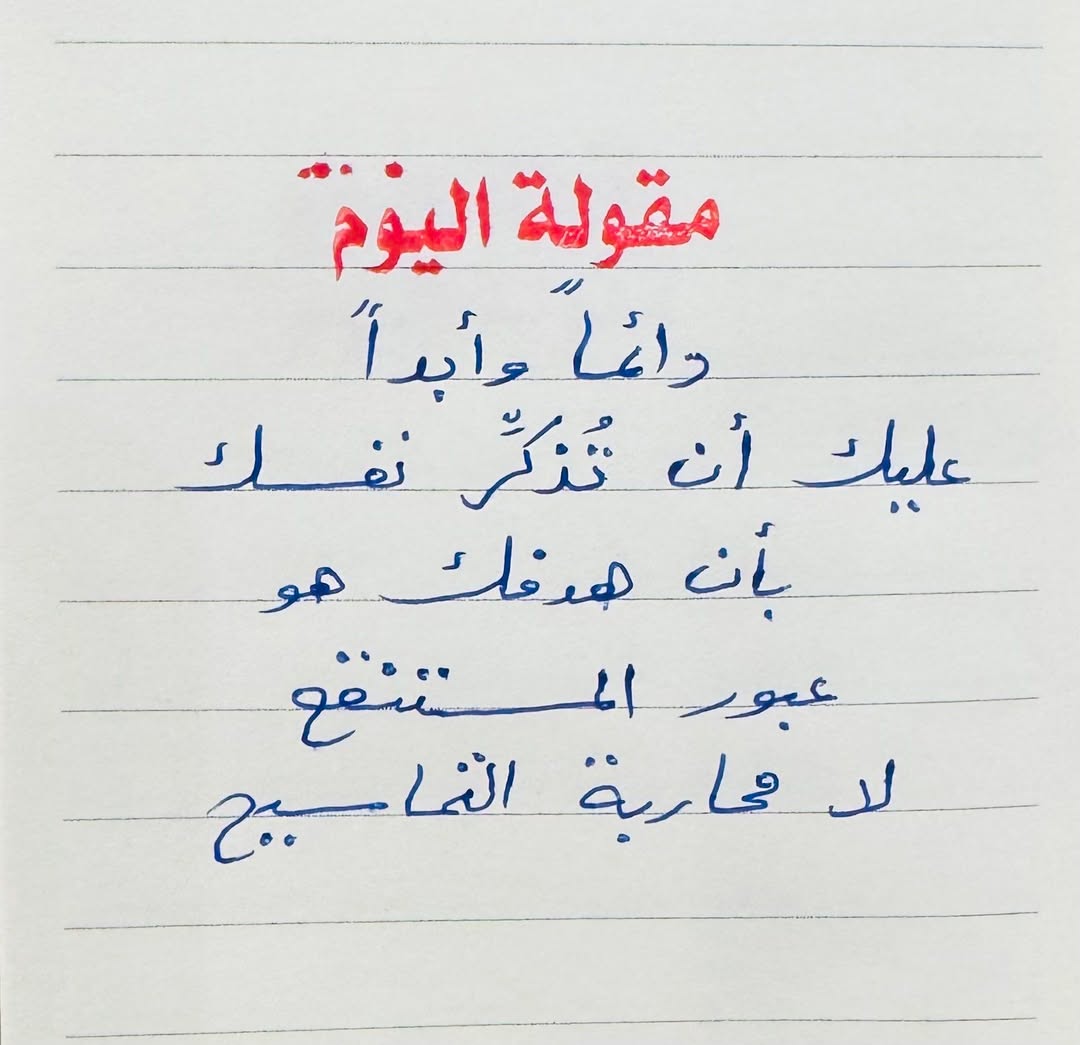 مقولة اليوم
دائماً وأبداً
عليك أن تُذكِّر نفسك
بأن هدفك هو
عبور المستنقع
لا محاربة التماسيح